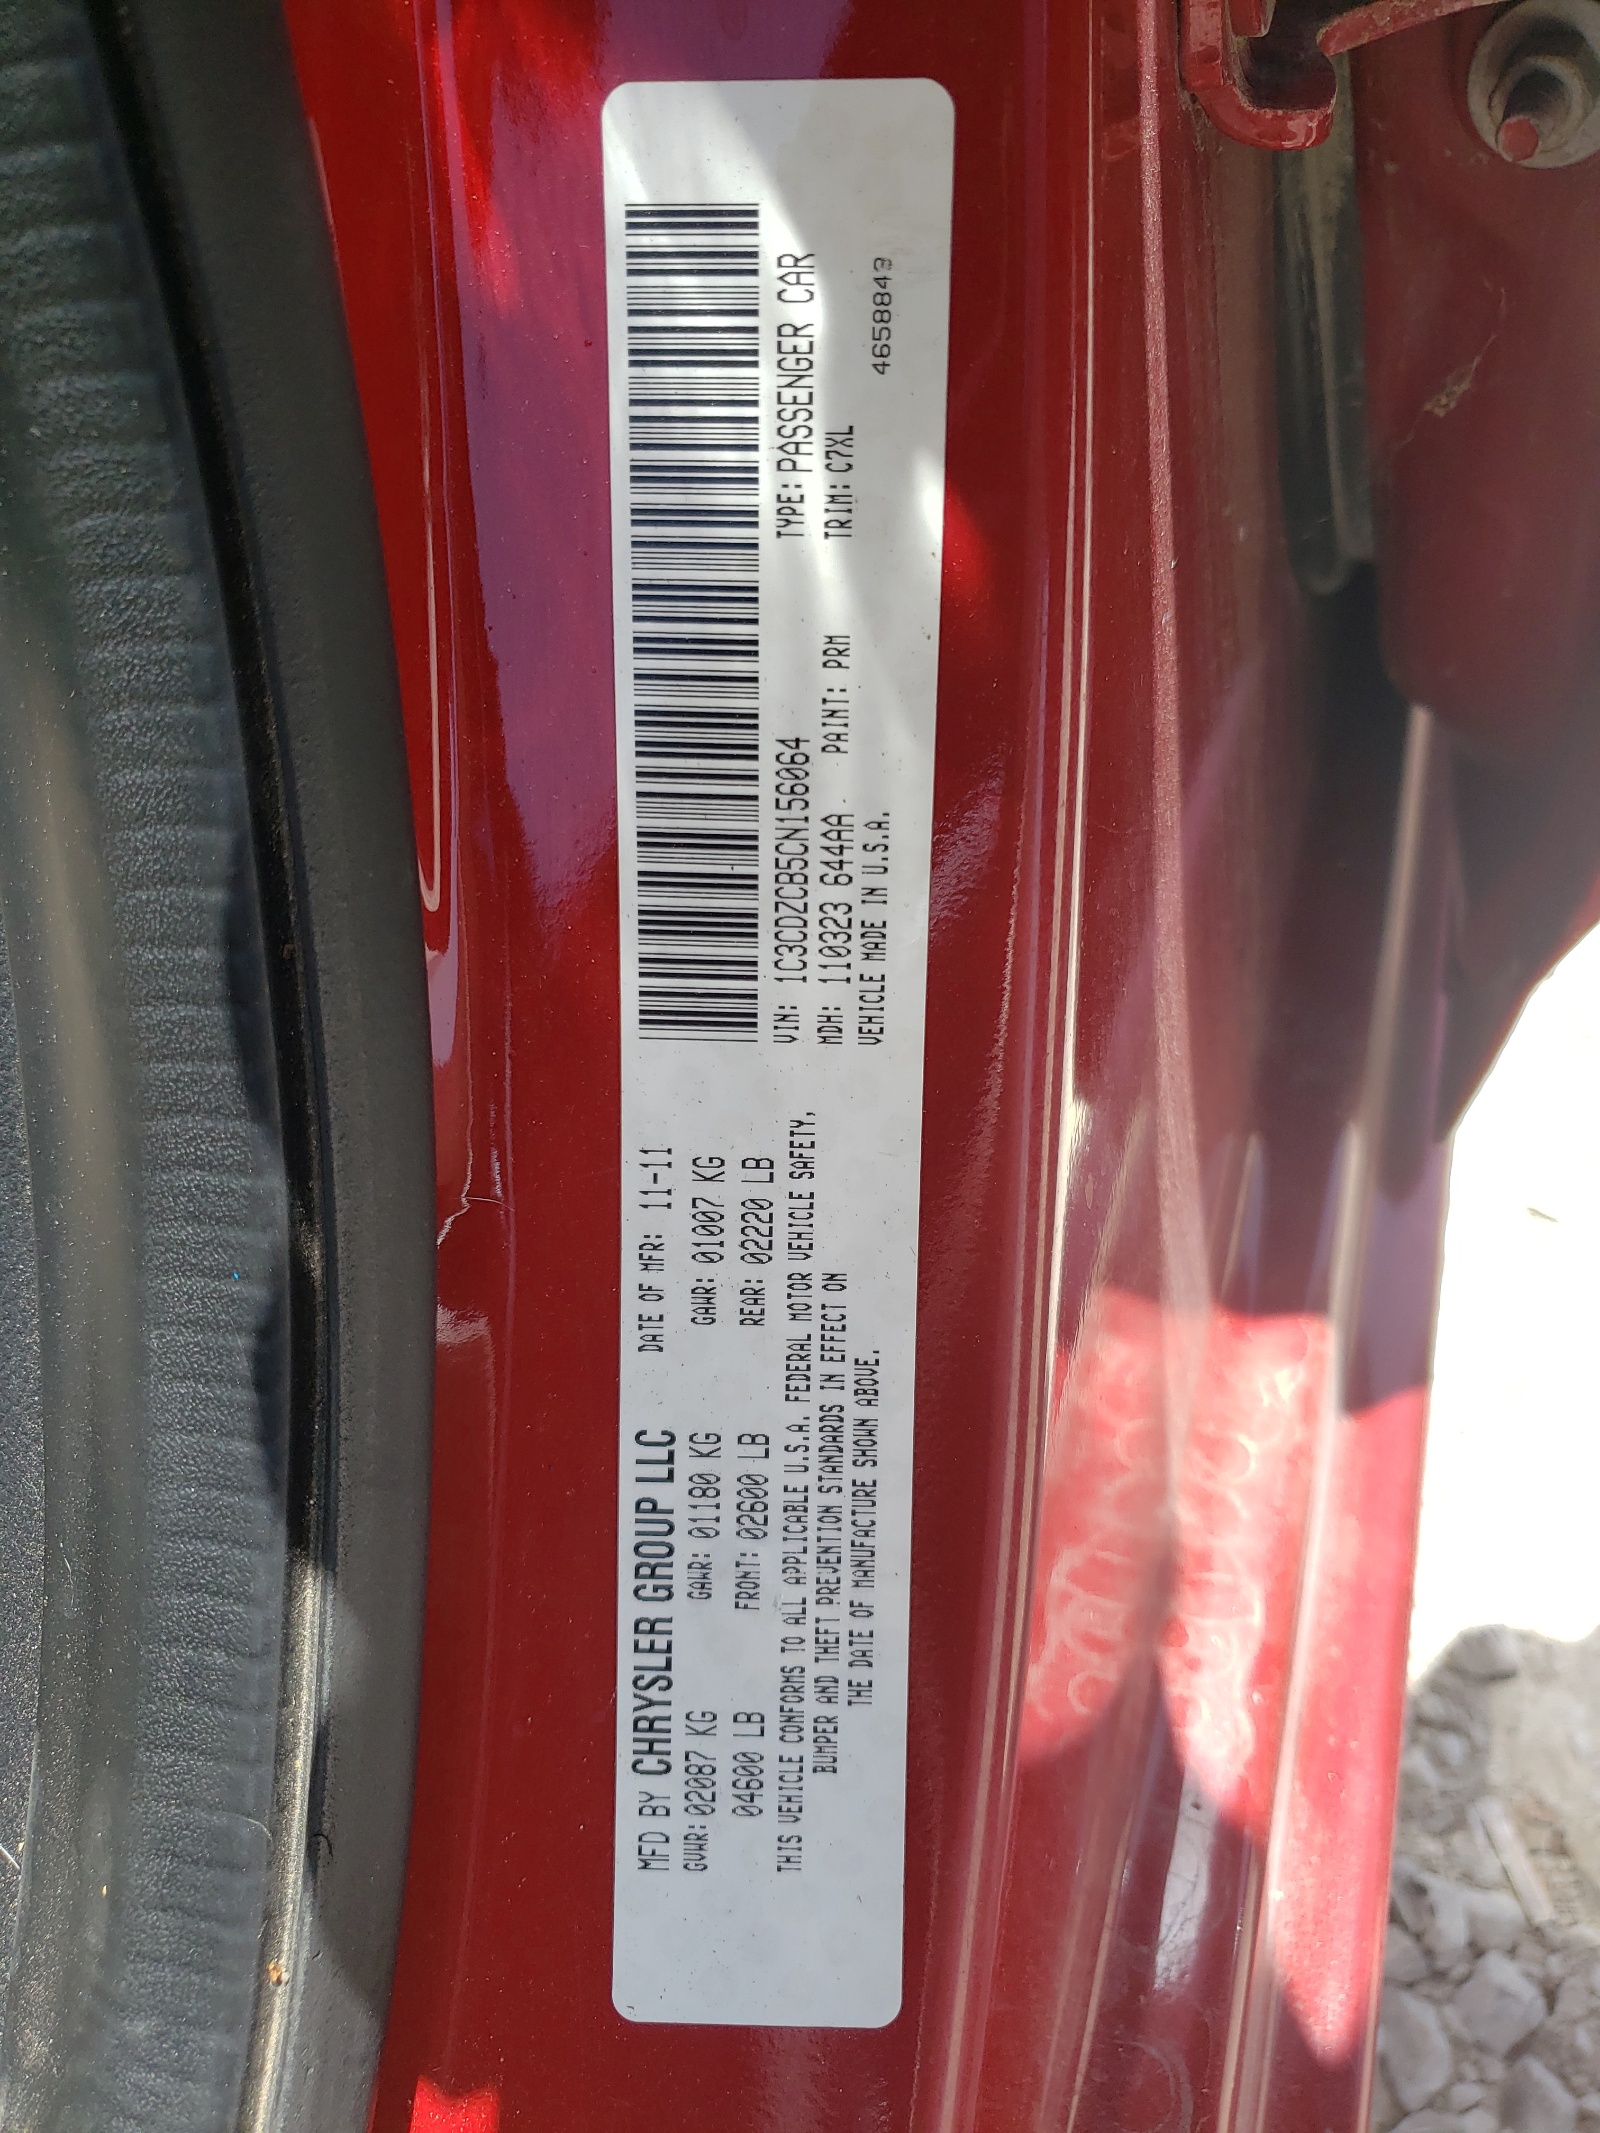 MFD BY CHRYSLER GROUP LLC DATE OF MFR: 11-11
GVWR: 02087 KG GAWR: 01180 KG GAWR: 01007 KG
04600 LB FRONT: 02600 LB REAR: 02220 LB
THIS VEHICLE CONFORMS TO ALL APPLICABLE U.S.A. FEDERAL MOTOR VEHICLE SAFETY,
BUMPER AND THEFT PREVENTION STANDARDS IN EFFECT ON
THE DATE OF MANUFACTURE SHOWN ABOVE.
VIN: 1C3CDZCB5CN156064 TYPE: PASSENGER CAR
MDH: 110323 644AA PAINT: PRM TRIM: C7XL
VEHICLE MADE IN U.S.A.
4658843